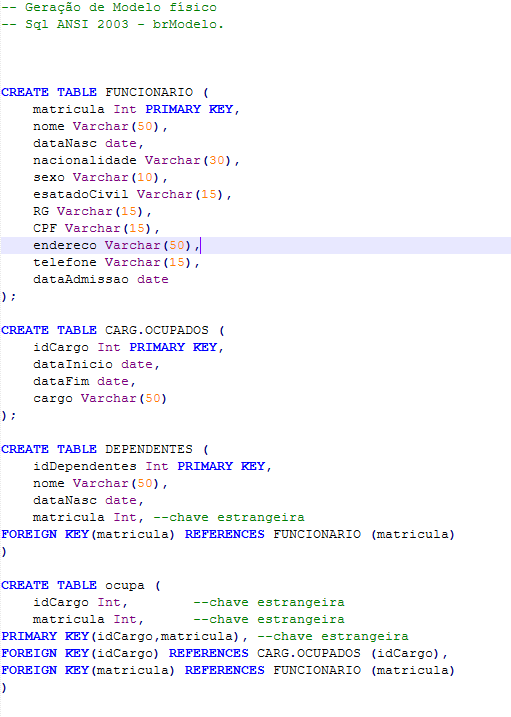 -- Geração de Modelo físico
-- Sql ANSI 2003 - brModelo.
CREATE TABLE FUNCIONARIO (
    matricula Int PRIMARY KEY,
    nome Varchar(50),
    dataNasc date,
    nacionalidade Varchar(30),
    sexo Varchar(10),
    esatadoCivil Varchar(15),
    RG Varchar(15),
    CPF Varchar(15),
    endereco Varchar(50),
    telefone Varchar(15),
    dataAdmissao date
);
CREATE TABLE CARG.OCUPADOS (
    idCargo Int PRIMARY KEY,
    dataInicio date,
    dataFim date,
    cargo Varchar(50)
);
CREATE TABLE DEPENDENTES (
    idDependentes Int PRIMARY KEY,
    nome Varchar(50),
    dataNasc date,
    matricula Int, --chave estrangeira
FOREIGN KEY(matricula) REFERENCES FUNCIONARIO (matricula)
)
CREATE TABLE ocupa (
    idCargo Int,        --chave estrangeira
    matricula Int,      --chave estrangeira
PRIMARY KEY(idCargo,matricula), --chave estrangeira
FOREIGN KEY(idCargo) REFERENCES CARG.OCUPADOS (idCargo),
FOREIGN KEY(matricula) REFERENCES FUNCIONARIO (matricula)
)